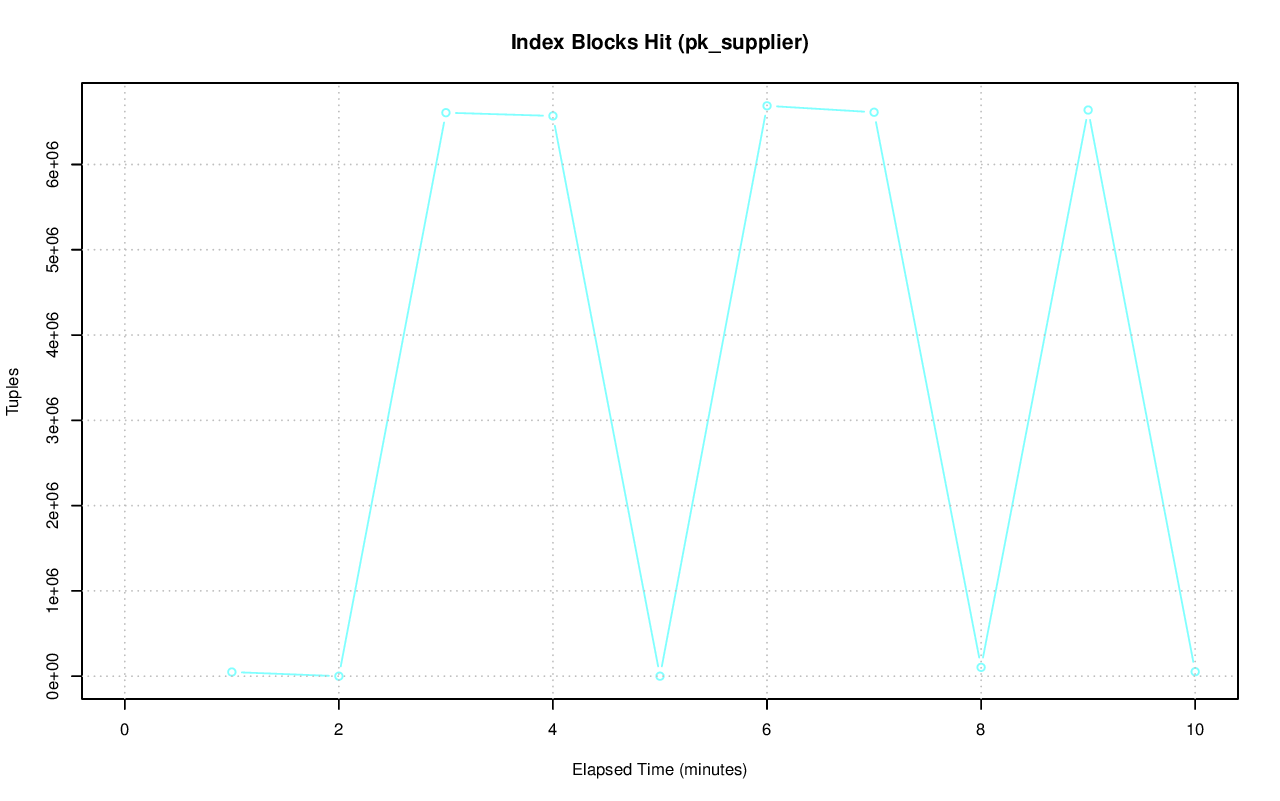 Index Blocks Hit (pk_supplier)
6e+06
5e+06
4e+06
3e+06
2e+06
1e+06
0e+00
Tuples
0 2 4 6 8 10
Elapsed Time (minutes)